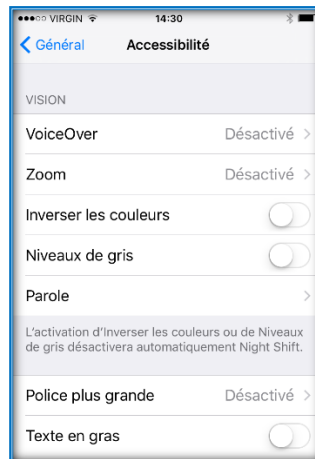 VIRGIN 14:30
Général Accessibilité
VISION
VoiceOver Désactivé
Zoom Désactivé
Inverser les couleurs
Niveaux de gris
Parole
L'activation d'Inverser les couleurs ou de Niveaux
de gris désactivera automatiquement Night Shift.
Police plus grande Désactivé
Texte en gras